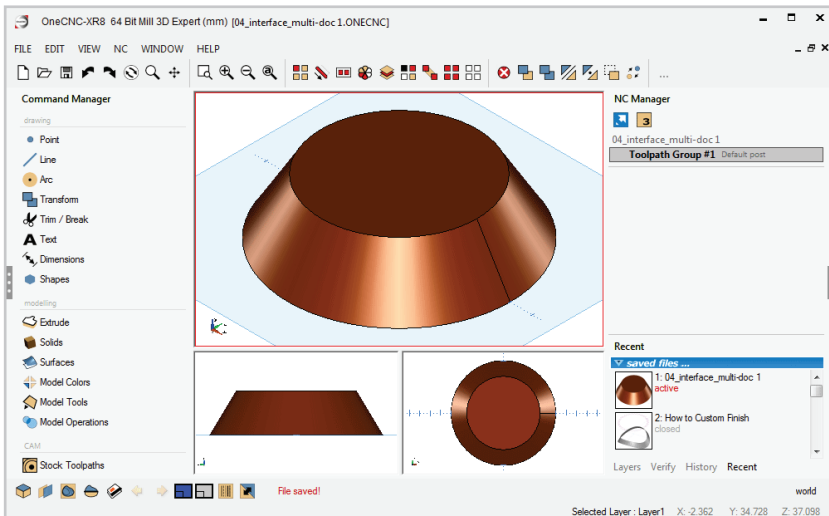 OneCNC-XR8 64 Bit Mill 3D Expert (mm) [04_interface_multi-doc 1.ONECNC]
FILE EDIT VIEW NC WINDOW HELP
Command Manager
drawing
Point
Line
Arc
Transform
Trim / Break
A Text
Dimensions
Shapes
modelling
Extrude
Solids
Surfaces
Model Colors
Model Tools
Model Operations
CAM
Stock Toolpaths
NC Manager
3
04_interface_multi-doc 1
Toolpath Group #1 Default post
Recent
saved files ...
1: 04_interface_multi-doc 1
active
2: How to Custom Finish
closed
Layers Verify History Recent
File saved!
world
Selected Layer : Layer1 X: -2.362 Y: 34.728 Z: 37.098